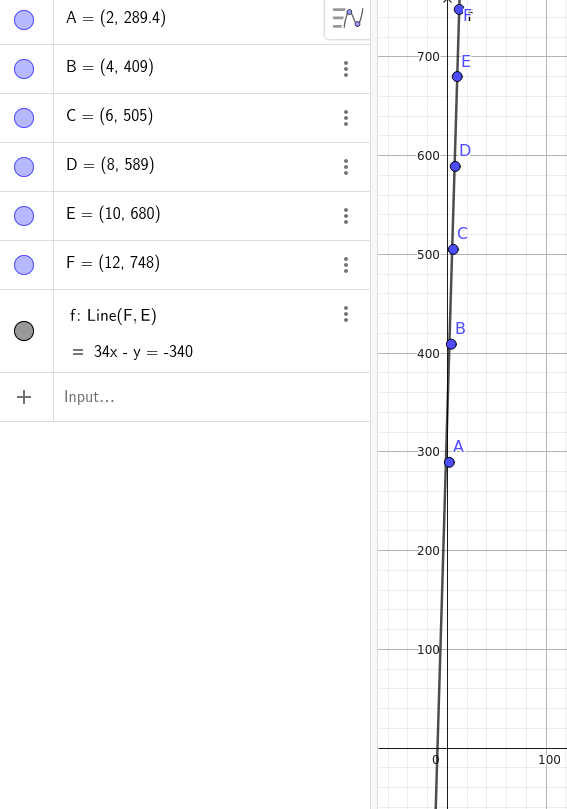 A = (2, 289.4)
B = (4, 409)
C = (6, 505)
D = (8, 589)
E = (10, 680)
F = (12, 748)
f: Line(F, E)
= 34x - y = -340
+ Input...
F
700
E
600
D
500
C
400
B
300
A
200
100
0
100